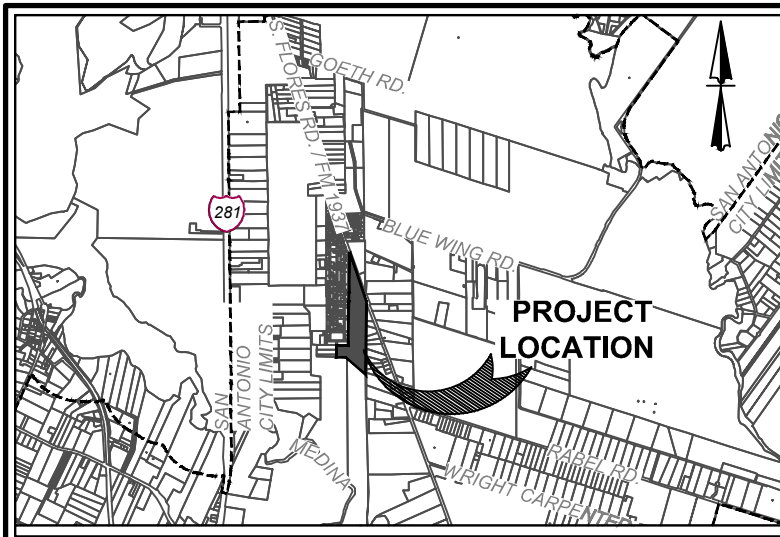 GOETH RD.
S. FLORES RD. / FM 1937
281
BLUE WING RD.
SAN ANTONIO
CITY LIMITS
PROJECT
LOCATION
SAN
ANTONIO
CITY LIMITS
MEDINA
RABEL RD.
WRIGHT CARPENTER